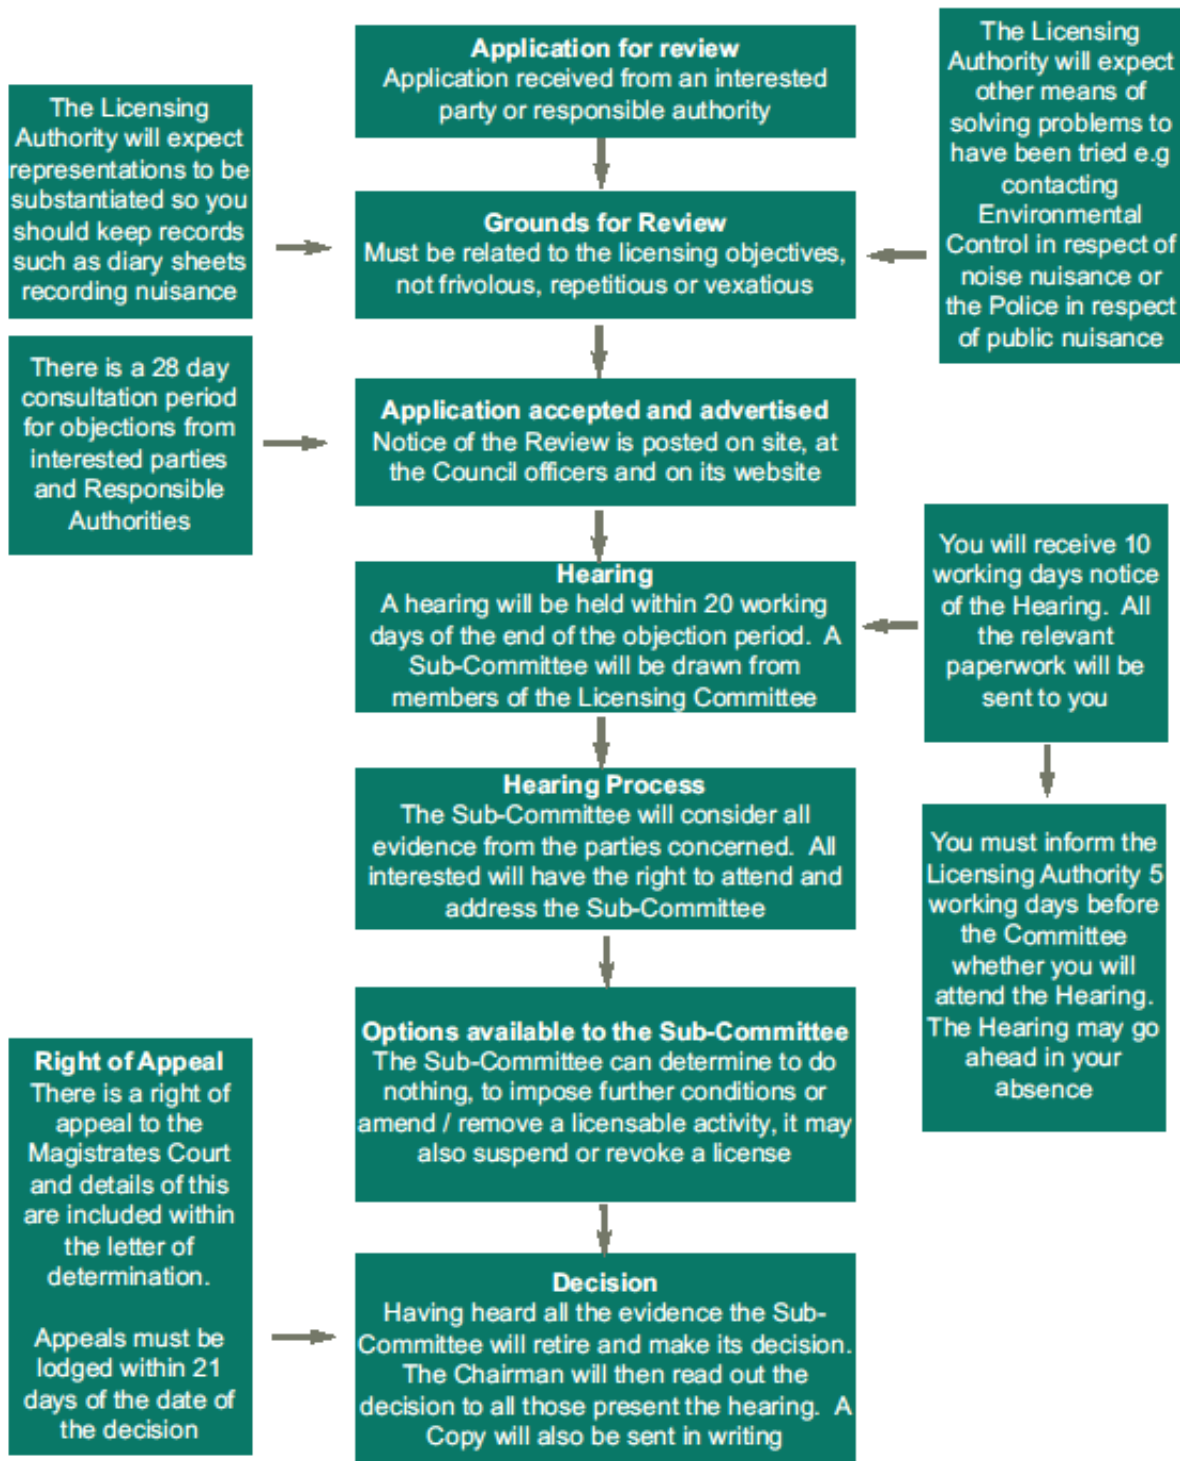 Application for review
Application received from an interested
party or responsible authority
The Licensing
Authority will expect
other means of
solving problems to
have been tried e.g
contacting
Environmental
Control in respect of
noise nuisance or
the Police in respect
of public nuisance
The Licensing
Authority will expect
representations to be
substantiated so you
should keep records
such as diary sheets
recording nuisance
Grounds for Review
Must be related to the licensing objectives,
not frivolous, repetitious or vexatious
There is a 28 day
consultation period
for objections from
interested parties
and Responsible
Authorities
Application accepted and advertised
Notice of the Review is posted on site, at
the Council officers and on its website
Hearing
A hearing will be held within 20 working
days of the end of the objection period.  A
Sub-Committee will be drawn from
members of the Licensing Committee
You will receive 10
working days notice
of the Hearing.  All
the relevant
paperwork will be
sent to you
Hearing Process
The Sub-Committee will consider all
evidence from the parties concerned.  All
interested will have the right to attend and
address the Sub-Committee
You must inform the
Licensing Authority 5
working days before
the Committee
whether you will
attend the Hearing.
The Hearing may go
ahead in your
absence
Options available to the Sub-Committee
The Sub-Committee can determine to do
nothing, to impose further conditions or
amend / remove a licensable activity, it may
also suspend or revoke a license
Right of Appeal
There is a right of
appeal to the
Magistrates Court
and details of this
are included within
the letter of
determination.
Appeals must be
lodged within 21
days of the date of
the decision
Decision
Having heard all the evidence the Sub-
Committee will retire and make its decision.
The Chairman will then read out the
decision to all those present the hearing.  A
Copy will also be sent in writing